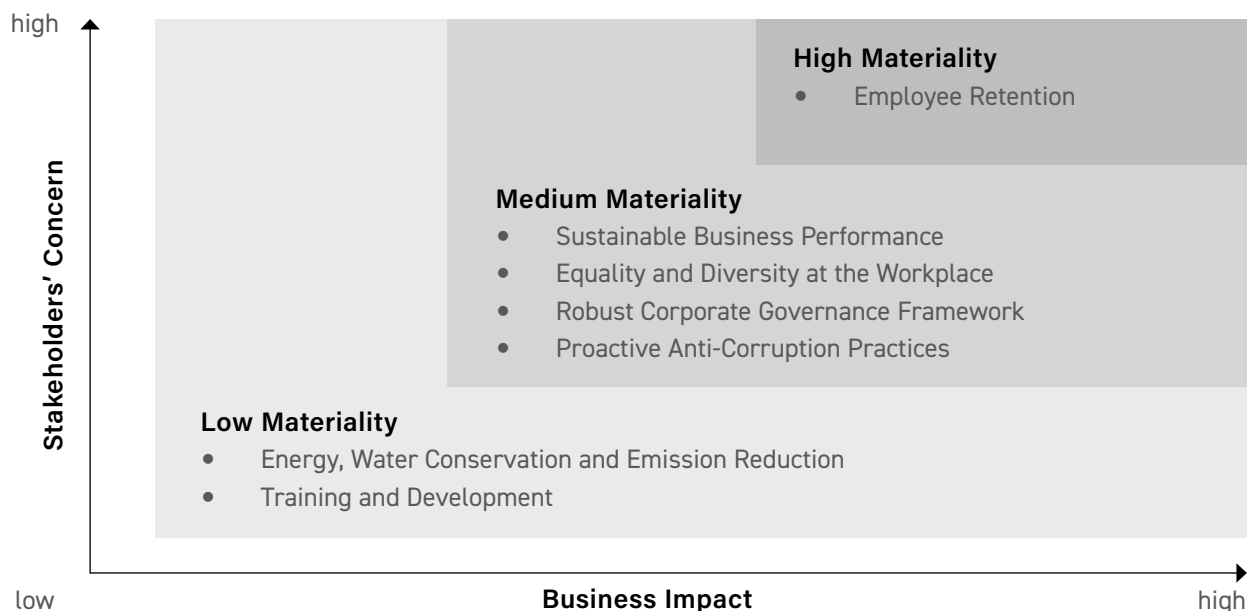 high
High Materiality
• Employee Retention
Stakeholders’ Concern
Medium Materiality
• Sustainable Business Performance
• Equality and Diversity at the Workplace
• Robust Corporate Governance Framework
• Proactive Anti-Corruption Practices
Low Materiality
• Energy, Water Conservation and Emission Reduction
• Training and Development
low
Business Impact
high